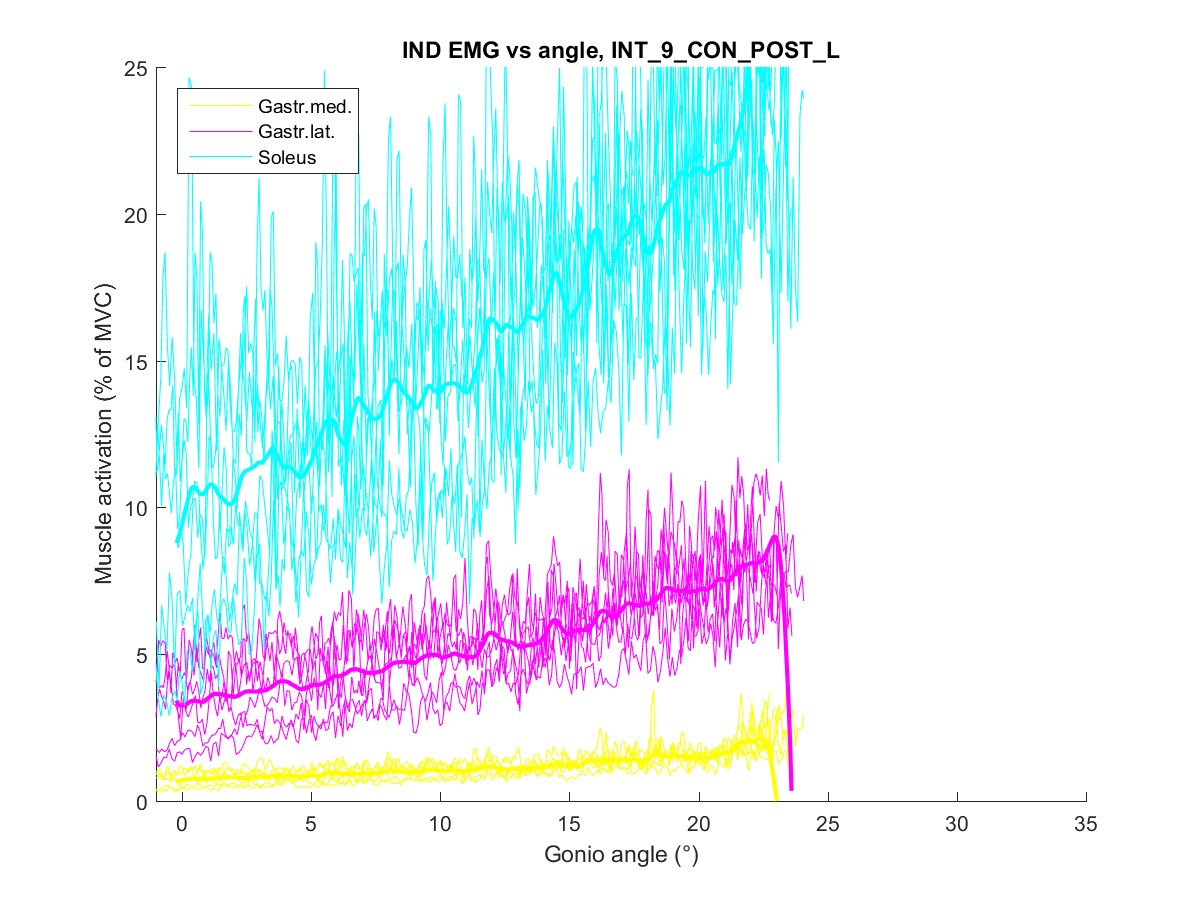 IND EMG vs angle, INT_9_CON_POST_L
Gastr.med.
Gastr.lat.
Soleus
Muscle activation (% of MVC)
25
20
15
10
5
0
0 5 10 15 20 25 30 35
Gonio angle (°)